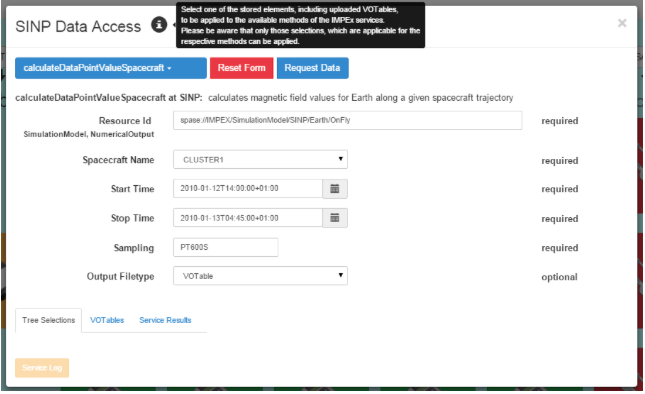 Select one of the stored elements, including uploaded VOTables,
to be applied to the available methods of the IMPEx services.
Please be aware that only those selections, which are applicable for the
respective methods can be applied.
SINP Data Access
×
calculateDataPointValueSpacecraft
Reset Form
Request Data
calculateDataPointValueSpacecraft at SINP: calculates magnetic field values for Earth along a given spacecraft trajectory
Resource Id spase://IMPEX/SimulationModel/SINP/Earth/OnFly required
SimulationModel, NumericalOutput
Spacecraft Name CLUSTER1 required
Start Time 2010-01-12T14:00:00+01:00 required
Stop Time 2010-01-13T04:45:00+01:00 required
Sampling PT600S required
Output Filetype VOTable optional
Tree Selections VOTables Service Results
Service Log